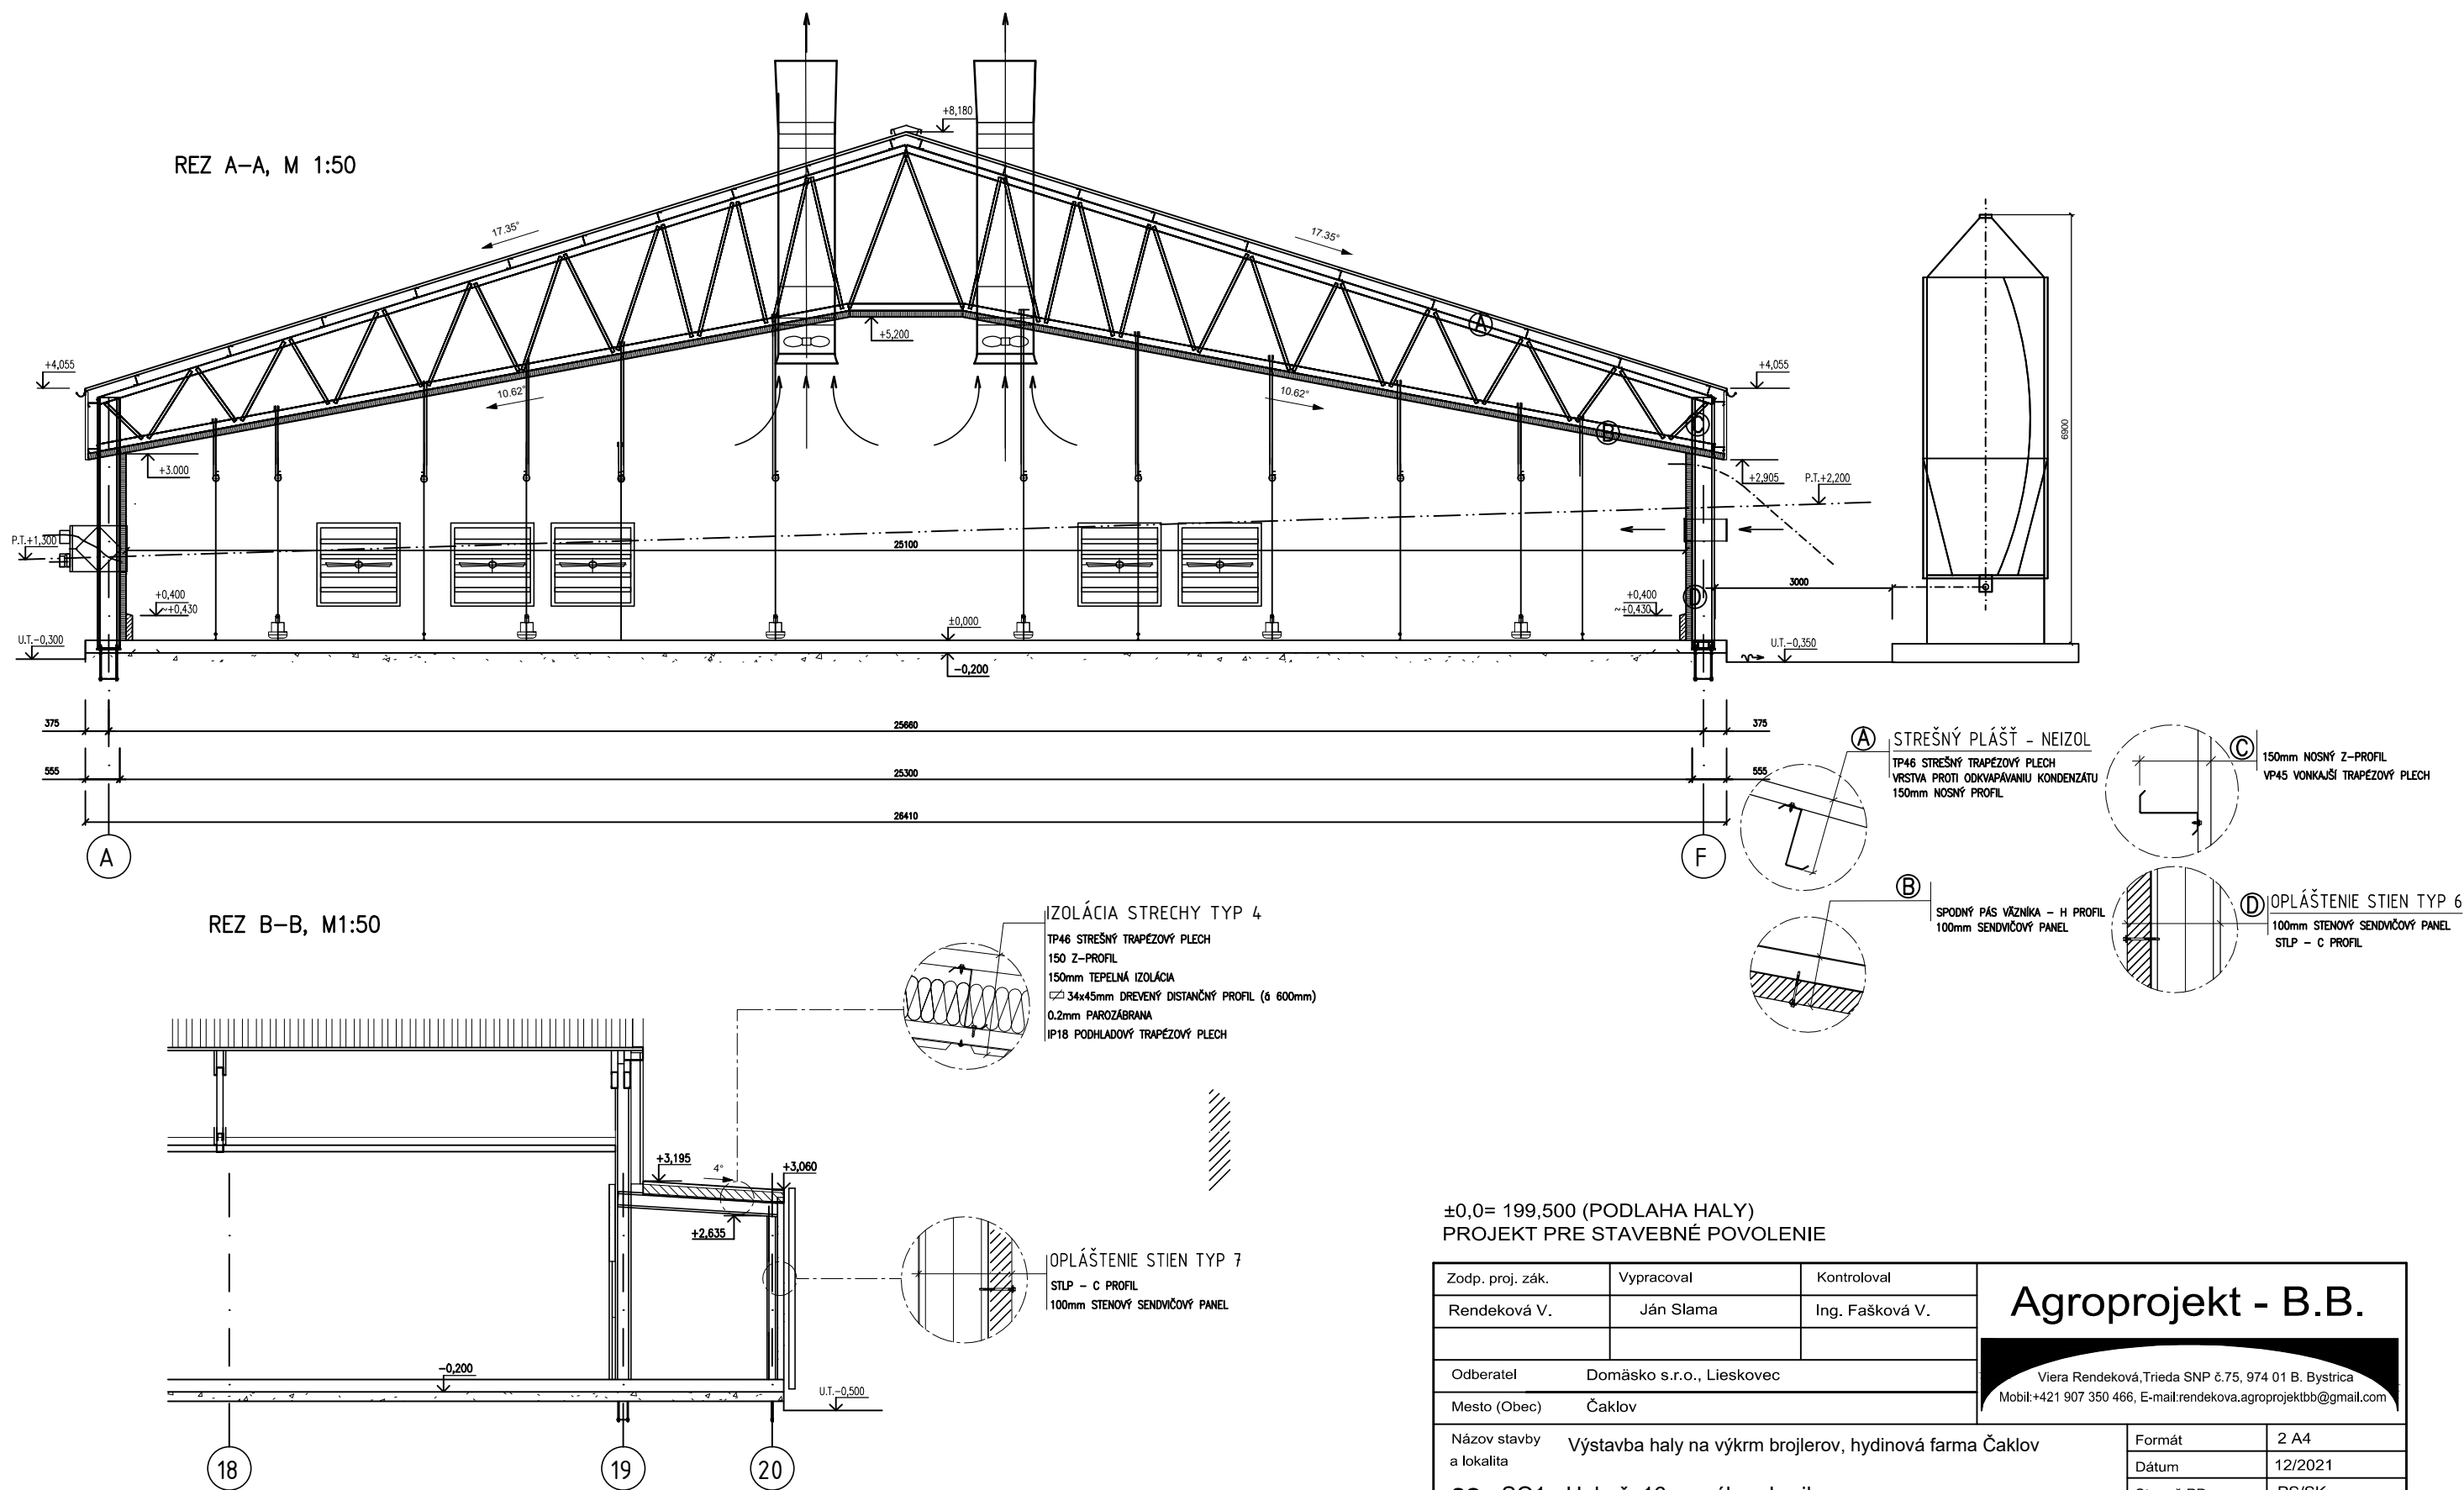 REZ A-A, M 1:50
+8,180
17.35°
17.35°
+5,200
+4,055
+4,055
10.62°
10.62°
+3.000
+2,905
P.T.+2,200
P.T.+1,300
6900
25100
3000
+0,400
~+0,430
+0,400
~+0,430
±0,000
U.T.-0,300
U.T.-0,350
-0,200
A
B
C
D
375
25660
375
555
25300
555
26410
A
F
A STREŠNÝ PLÁŠŤ - NEIZOL
TP46 STREŠNÝ TRAPÉZOVÝ PLECH
VRSTVA PROTI ODKVAPÁVANIU KONDENZÁTU
150mm NOSNÝ PROFIL
C
150mm NOSNÝ Z-PROFIL
VP45 VONKAJŠÍ TRAPÉZOVÝ PLECH
B
SPODNÝ PÁS VÄZNÍKA - H PROFIL
100mm SENDVIČOVÝ PANEL
D OPLÁŠTENIE STIEN TYP 6
100mm STENOVÝ SENDVIČOVÝ PANEL
STLP - C PROFIL
REZ B-B, M1:50
IZOLÁCIA STRECHY TYP 4
TP46 STREŠNÝ TRAPÉZOVÝ PLECH
150 Z-PROFIL
150mm TEPELNÁ IZOLÁCIA
34x45mm DREVENÝ DISTANČNÝ PROFIL (á 600mm)
0.2mm PAROZÁBRANA
IP18 PODHLADOVÝ TRAPÉZOVÝ PLECH
+3,195
4°
+3,060
+2,635
OPLÁŠTENIE STIEN TYP 7
STLP - C PROFIL
100mm STENOVÝ SENDVIČOVÝ PANEL
-0,200
U.T.-0,500
18
19
20
±0,0= 199,500 (PODLAHA HALY)
PROJEKT PRE STAVEBNÉ POVOLENIE
Zodp. proj. zák.
Vypracoval
Kontroloval
Rendeková V.
Ján Slama
Ing. Fašková V.
Agroprojekt - B.B.
Viera Rendeková,Trieda SNP č.75, 974 01 B. Bystrica
Mobil:+421 907 350 466, E-mail:rendekova.agroprojektbb@gmail.com
Odberatel Domäsko s.r.o., Lieskovec
Mesto (Obec) Čaklov
Názov stavby
a lokalita
Výstavba haly na výkrm brojlerov, hydinová farma Čaklov
Formát 2 A4
Dátum 12/2021